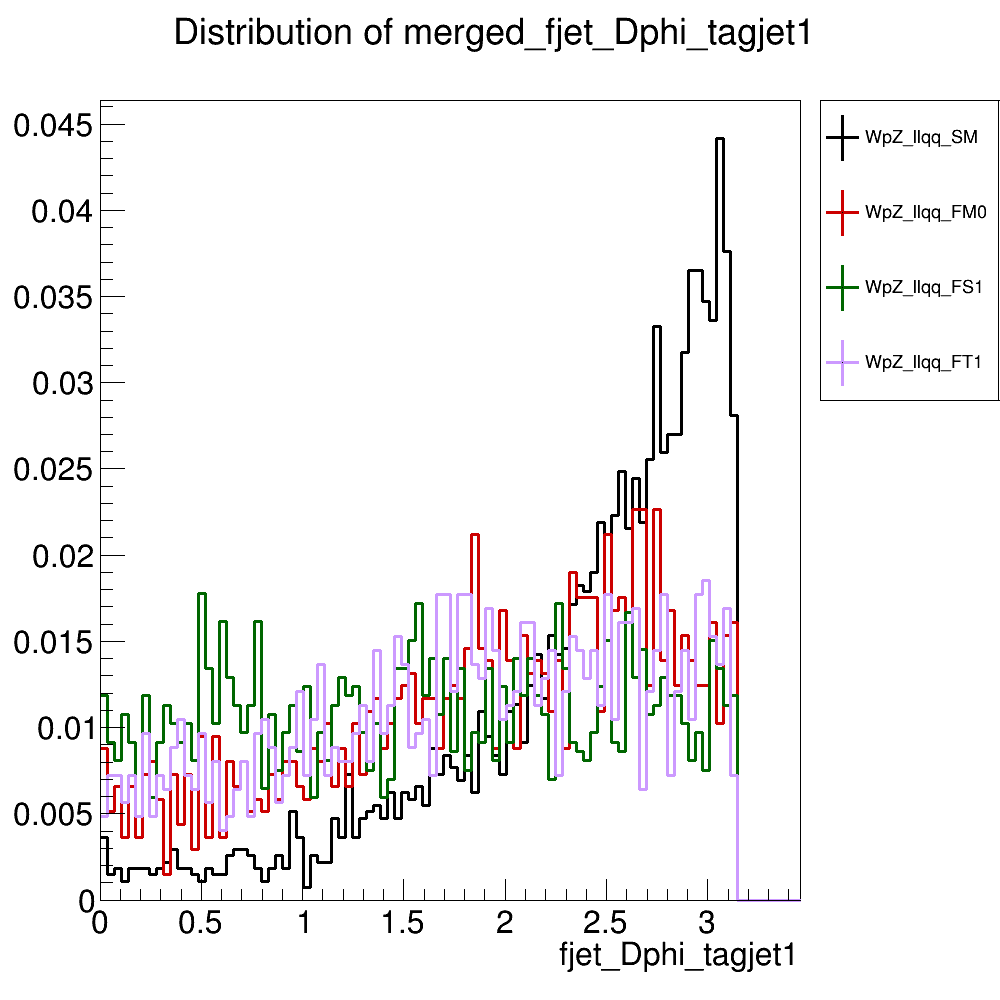 Distribution of merged_fjet_Dphi_tagjet1
0.045
0.04
0.035
0.03
0.025
0.02
0.015
0.01
0.005
0
0 0.5 1 1.5 2 2.5 3
fjet_Dphi_tagjet1
WpZ_llqq_SM
WpZ_llqq_FM0
WpZ_llqq_FS1
WpZ_llqq_FT1